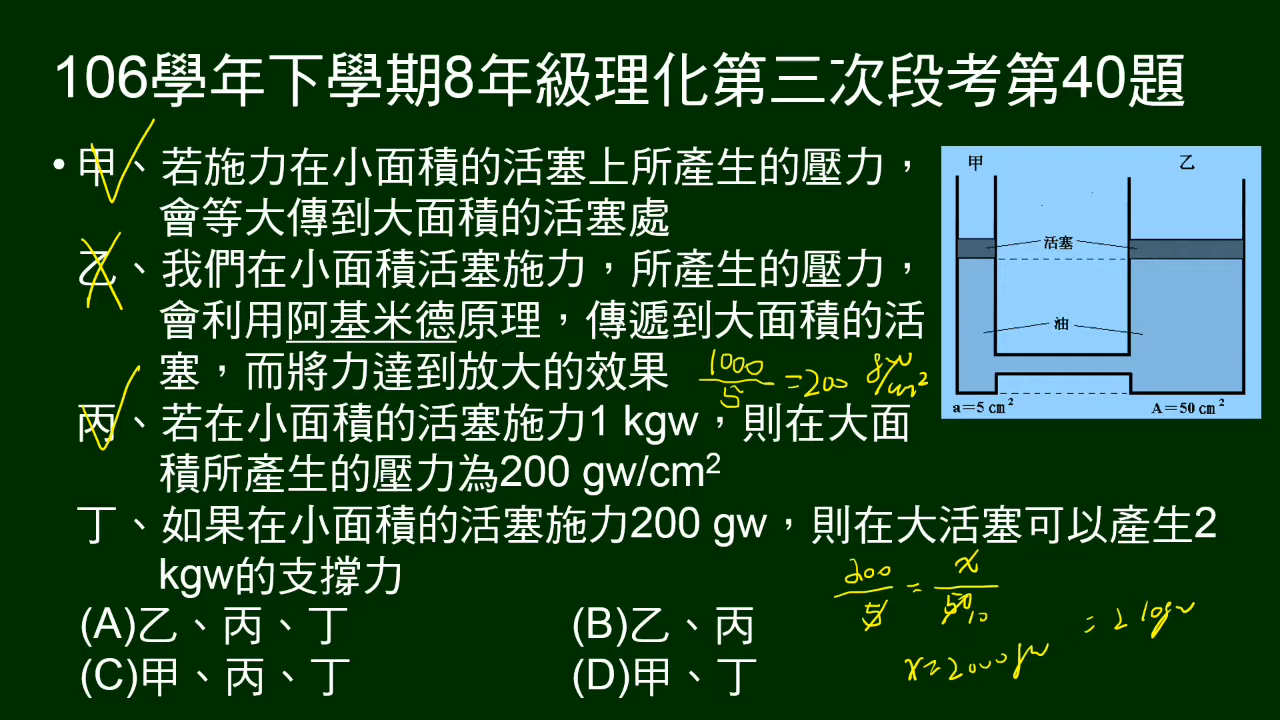 106學年下學期8年級理化第三次段考第40題
• 甲、若施力在小面積的活塞上所產生的壓力，
會等大傳到大面積的活塞處
乙、我們在小面積活塞施力，所產生的壓力，
會利用阿基米德原理，傳遞到大面積的活
塞，而將力達到放大的效果
1000/5 = 200 gw/cm²
丙、若在小面積的活塞施力1 kgw，則在大面
積所產生的壓力為200 gw/cm²
丁、如果在小面積的活塞施力200 gw，則在大活塞可以產生2
kgw的支撐力
(A)乙、丙、丁
(B)乙、丙
(C)甲、丙、丁
(D)甲、丁
200/5 = x/50 10
x = 2000 gw
= 2 kgw
甲
乙
活塞
油
a＝5 cm²
A＝50 cm²